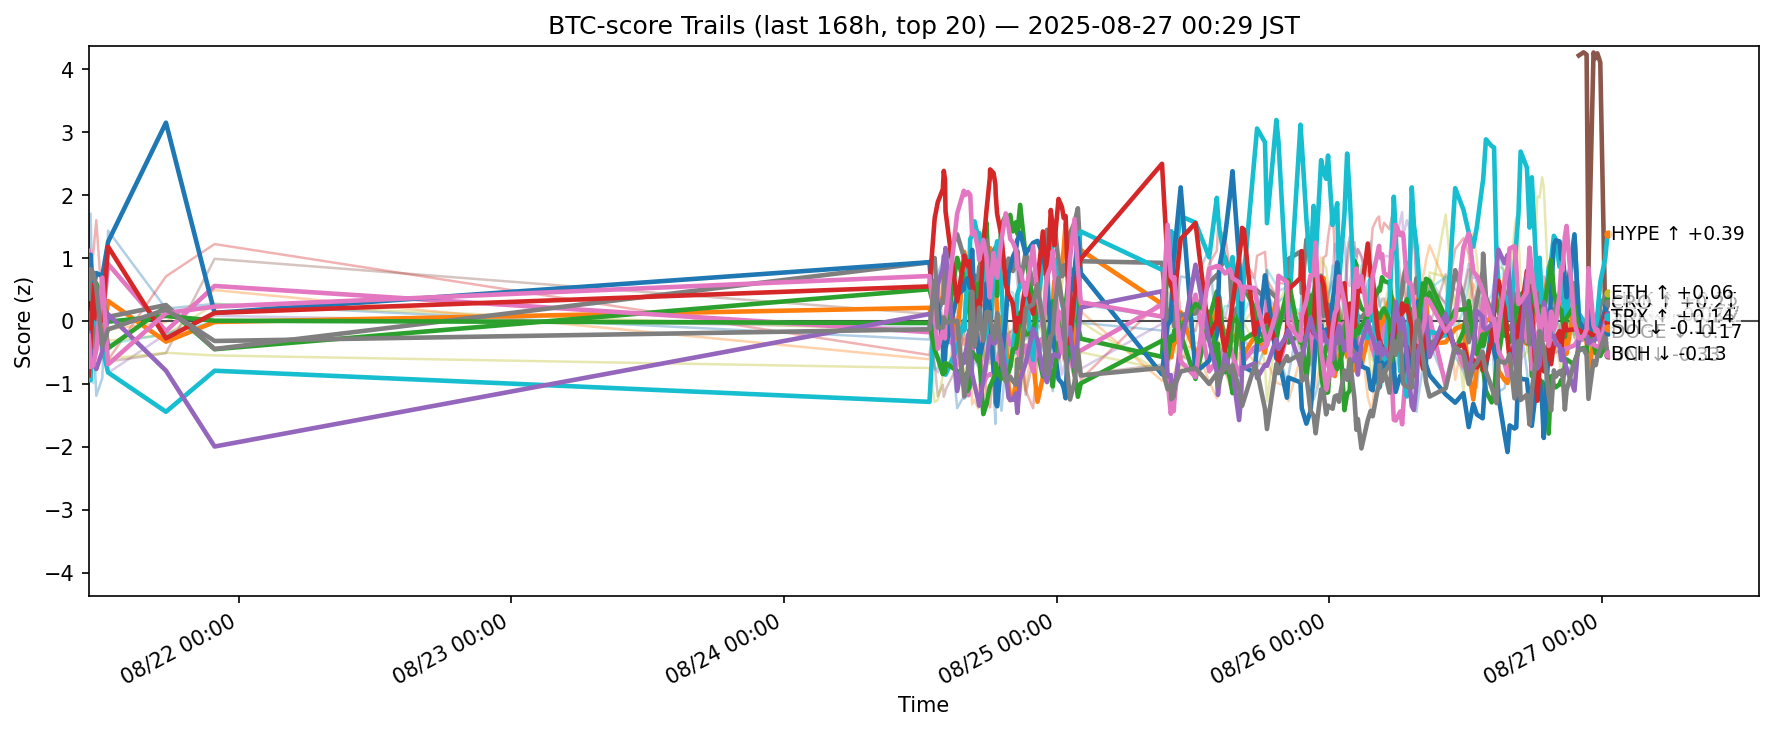 BTC-score Trails (last 168h, top 20) — 2025-08-27 00:29 JST
Score (z)
4
3
2
1
0
−1
−2
−3
−4
HYPE ↑ +0.39
ETH ↑ +0.06
TRX ↑ +0.14
SUI ↓ -0.11
BCH ↓ -0.13
08/22 00:00
08/23 00:00
08/24 00:00
08/25 00:00
08/26 00:00
08/27 00:00
Time